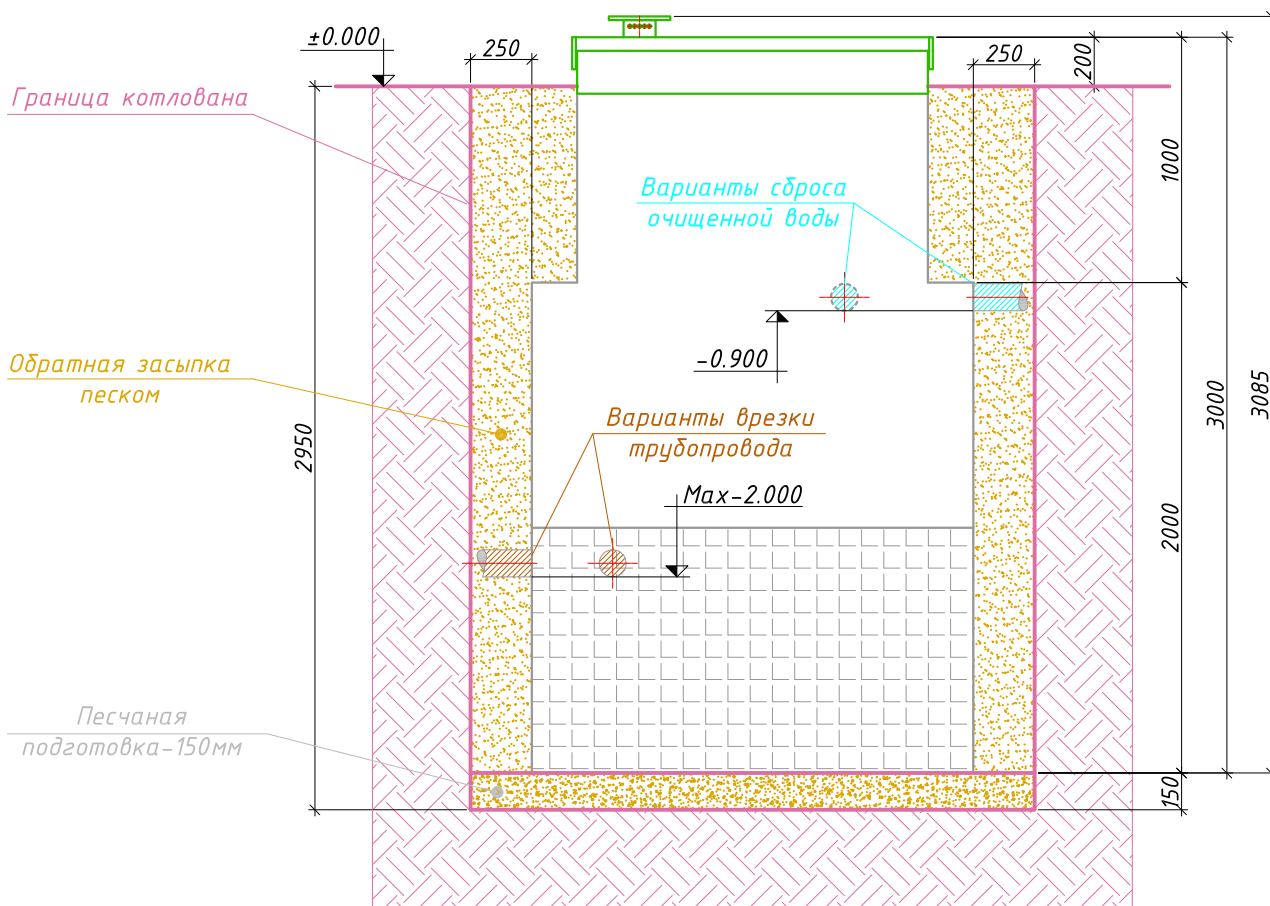 ±0.000
250
250
200
Граница котлована
1000
Варианты сброса
очищенной воды
-0.900
Обратная засыпка
песком
3085
3000
2950
Варианты врезки
трубопровода
Max-2.000
2000
Песчаная
подготовка-150мм
150